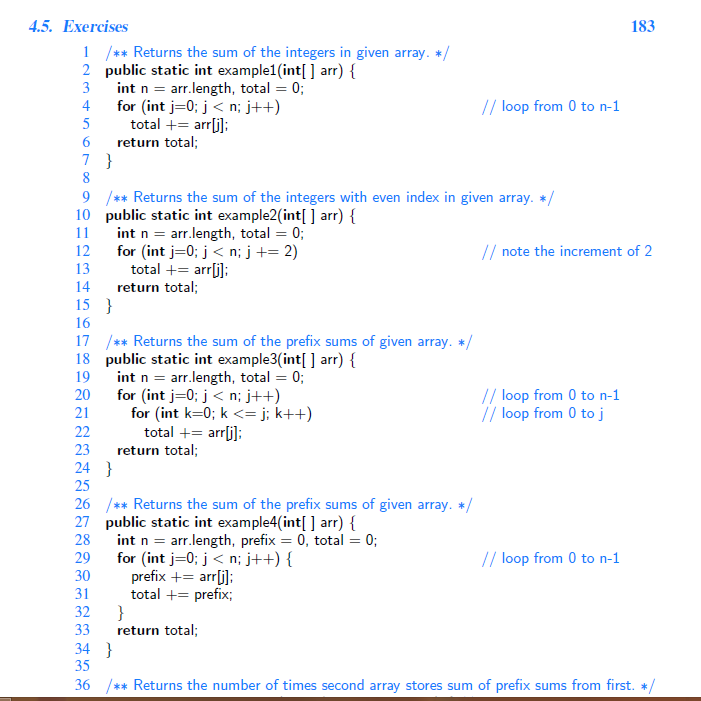 4.5. Exercises 183
1 /** Returns the sum of the integers in given array. */
2 public static int example1(int[ ] arr) {
3 int n = arr.length, total = 0;
4 for (int j=0; j < n; j++) // loop from 0 to n-1
5 total += arr[j];
6 return total;
7 }
8
9 /** Returns the sum of the integers with even index in given array. */
10 public static int example2(int[ ] arr) {
11 int n = arr.length, total = 0;
12 for (int j=0; j < n; j += 2) // note the increment of 2
13 total += arr[j];
14 return total;
15 }
16
17 /** Returns the sum of the prefix sums of given array. */
18 public static int example3(int[ ] arr) {
19 int n = arr.length, total = 0;
20 for (int j=0; j < n; j++) // loop from 0 to n-1
21 for (int k=0; k <= j; k++) // loop from 0 to j
22 total += arr[j];
23 return total;
24 }
25
26 /** Returns the sum of the prefix sums of given array. */
27 public static int example4(int[ ] arr) {
28 int n = arr.length, prefix = 0, total = 0;
29 for (int j=0; j < n; j++) { // loop from 0 to n-1
30 prefix += arr[j];
31 total += prefix;
32 }
33 return total;
34 }
35
36 /** Returns the number of times second array stores sum of prefix sums from first. */